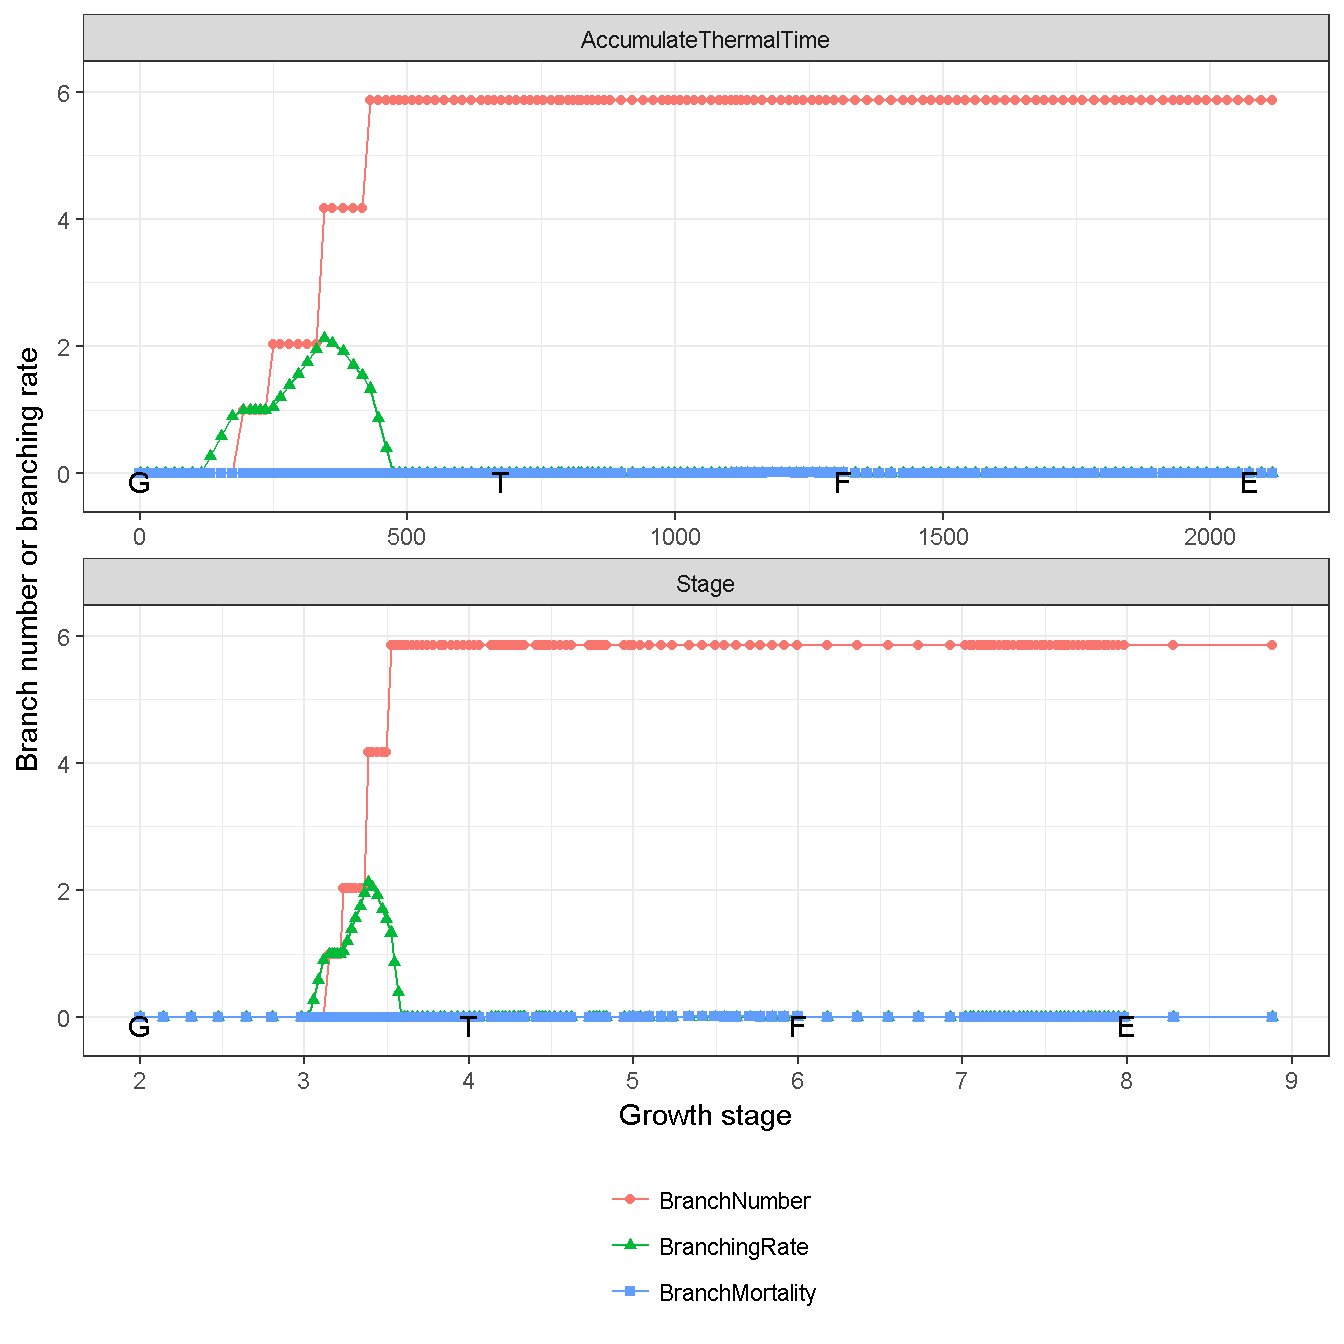 AccumulateThermalTime
6
4
2
0
G T F E
0 500 1000 1500 2000
Branch number or branching rate
Stage
6
4
2
0
G T F E
2 3 4 5 6 7 8 9
Growth stage
BranchNumber
BranchingRate
BranchMortality